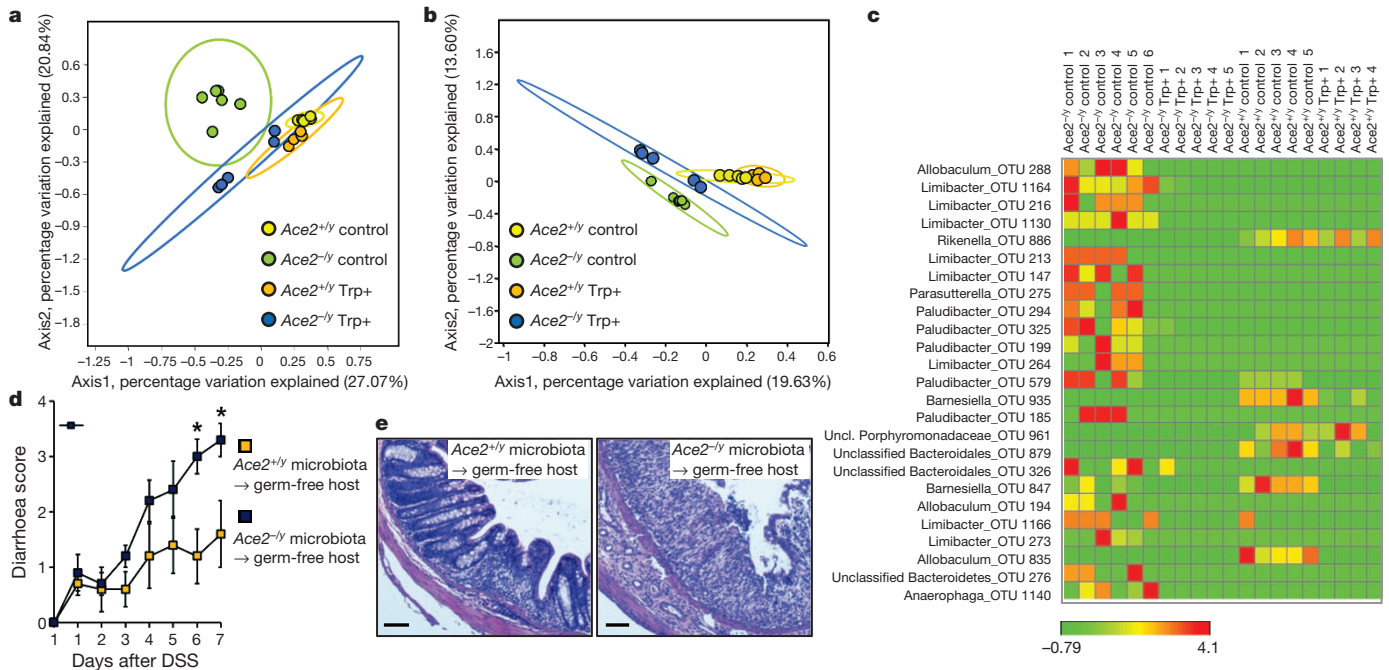 a
Axis2, percentage variation explained (20.84%)
0.6
0.3
0
−0.3
−0.6
−0.9
−1.2
−1.5
−1.8
−1.25
−1
−0.75
−0.5
−0.25
0
0.25
0.5
0.75
Axis1, percentage variation explained (27.07%)
Ace2+/y control
Ace2−/y control
Ace2+/y Trp+
Ace2−/y Trp+
b
Axis2, percentage variation explained (13.60%)
1.6
1.2
0.8
0.4
0
−0.4
−0.8
−1.2
−1.6
−2
−1
−0.8
−0.6
−0.4
−0.2
0
0.2
0.4
0.6
Axis1, percentage variation explained (19.63%)
Ace2+/y control
Ace2−/y control
Ace2+/y Trp+
Ace2−/y Trp+
c
Ace2−/y control 1
Ace2−/y control 2
Ace2−/y control 3
Ace2−/y control 4
Ace2−/y control 5
Ace2−/y control 6
Ace2−/y Trp+ 1
Ace2−/y Trp+ 2
Ace2−/y Trp+ 3
Ace2−/y Trp+ 4
Ace2−/y Trp+ 5
Ace2+/y control 1
Ace2+/y control 2
Ace2+/y control 3
Ace2+/y control 4
Ace2+/y control 5
Ace2+/y Trp+ 1
Ace2+/y Trp+ 2
Ace2+/y Trp+ 3
Ace2+/y Trp+ 4
Allobaculum_OTU 288
Limibacter_OTU 1164
Limibacter_OTU 216
Limibacter_OTU 1130
Rikenella_OTU 886
Limibacter_OTU 213
Limibacter_OTU 147
Parasutterella_OTU 275
Paludibacter_OTU 294
Paludibacter_OTU 325
Paludibacter_OTU 199
Limibacter_OTU 264
Paludibacter_OTU 579
Barnesiella_OTU 935
Paludibacter_OTU 185
Uncl. Porphyromonadaceae_OTU 961
Unclassified Bacteroidales_OTU 879
Unclassified Bacteroidales_OTU 326
Barnesiella_OTU 847
Allobaculum_OTU 194
Limibacter_OTU 1166
Limibacter_OTU 273
Allobaculum_OTU 835
Unclassified Bacteroidetes_OTU 276
Anaerophaga_OTU 1140
−0.79
4.1
d
Diarrhoea score
4
3
2
1
0
1
1
2
3
4
5
6
7
Days after DSS
*
*
Ace2+/y microbiota
→ germ-free host
Ace2−/y microbiota
→ germ-free host
e
Ace2+/y microbiota
→ germ-free host
Ace2−/y microbiota
→ germ-free host